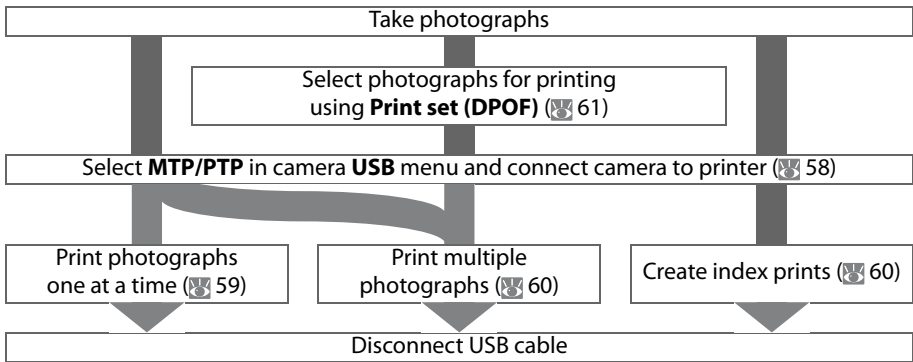 Take photographs
Select photographs for printing
using Print set (DPOF) ( 61)
Select MTP/PTP in camera USB menu and connect camera to printer ( 58)
Print photographs
one at a time ( 59)
Print multiple
photographs ( 60)
Create index prints ( 60)
Disconnect USB cable